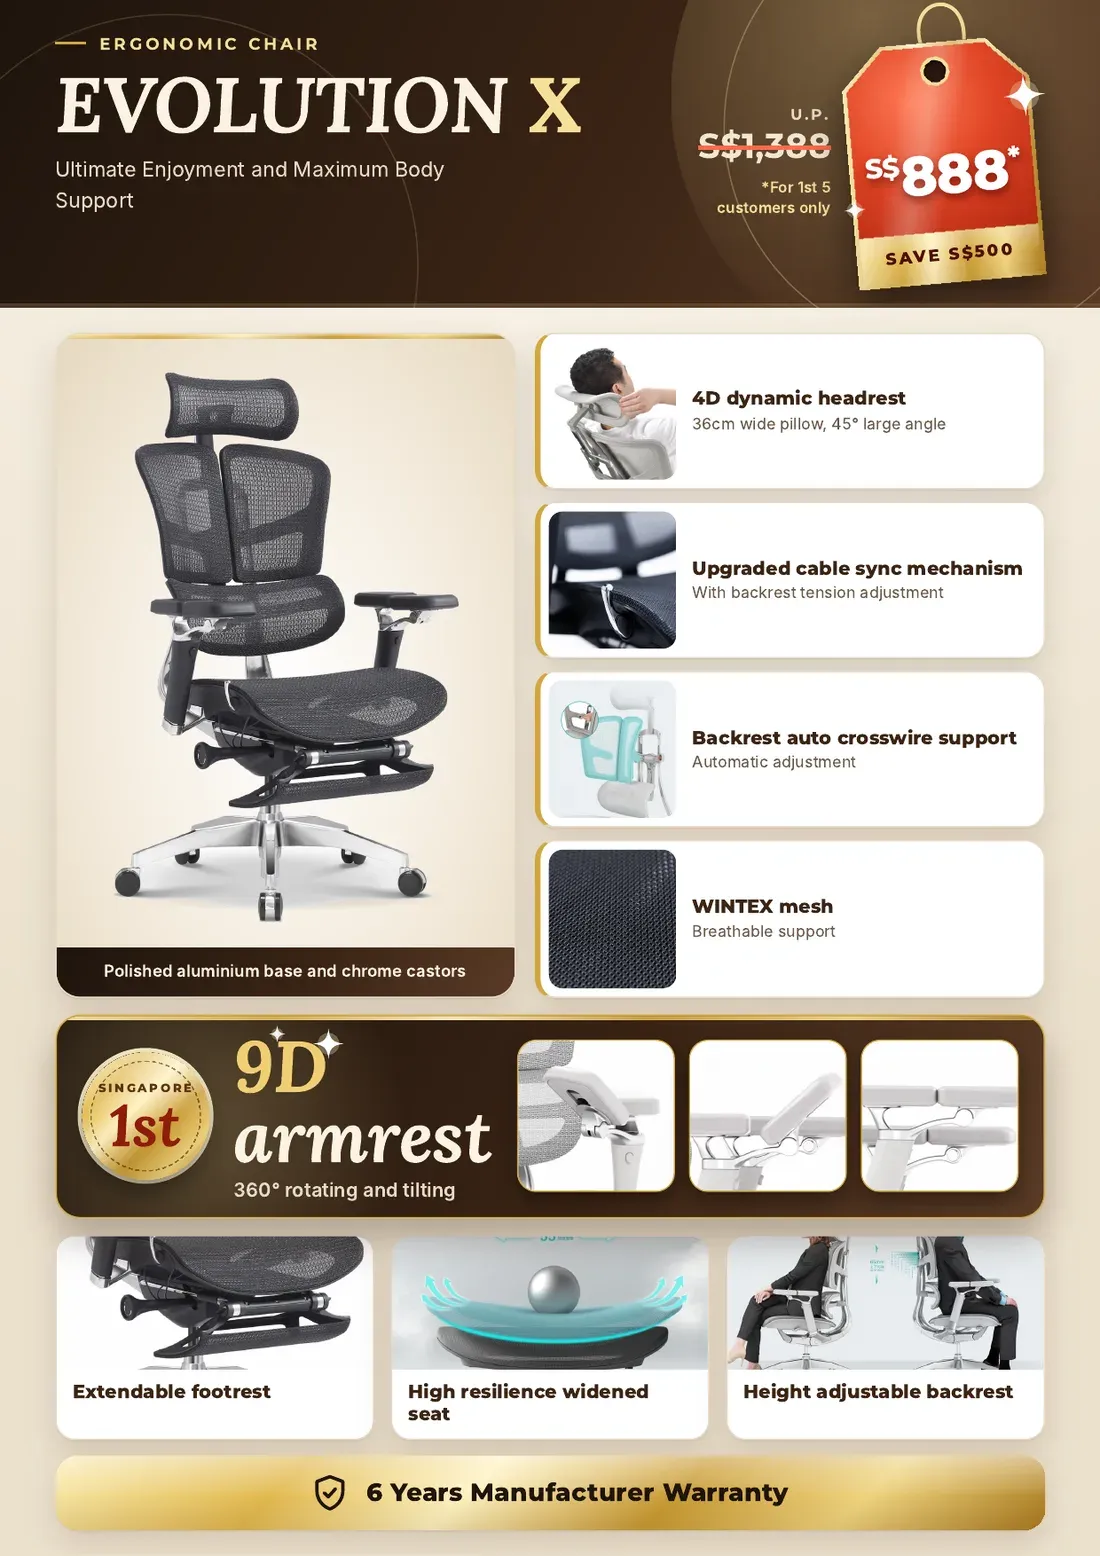 ERGONOMIC CHAIR
EVOLUTION X
Ultimate Enjoyment and Maximum Body
Support
U.P.
S$1,388
*For 1st 5
customers only
S$888*
SAVE S$500
Polished aluminium base and chrome castors
4D dynamic headrest
36cm wide pillow, 45° large angle
Upgraded cable sync mechanism
With backrest tension adjustment
Backrest auto crosswire support
Automatic adjustment
WINTEX mesh
Breathable support
SINGAPORE
1st
9D
armrest
360° rotating and tilting
Extendable footrest
High resilience widened
seat
Height adjustable backrest
6 Years Manufacturer Warranty